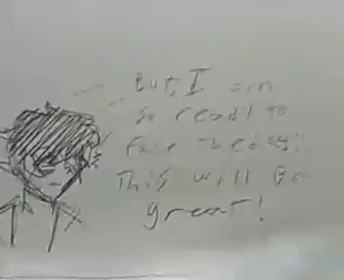 But, I am
so ready to
face the day!
This will be
great!